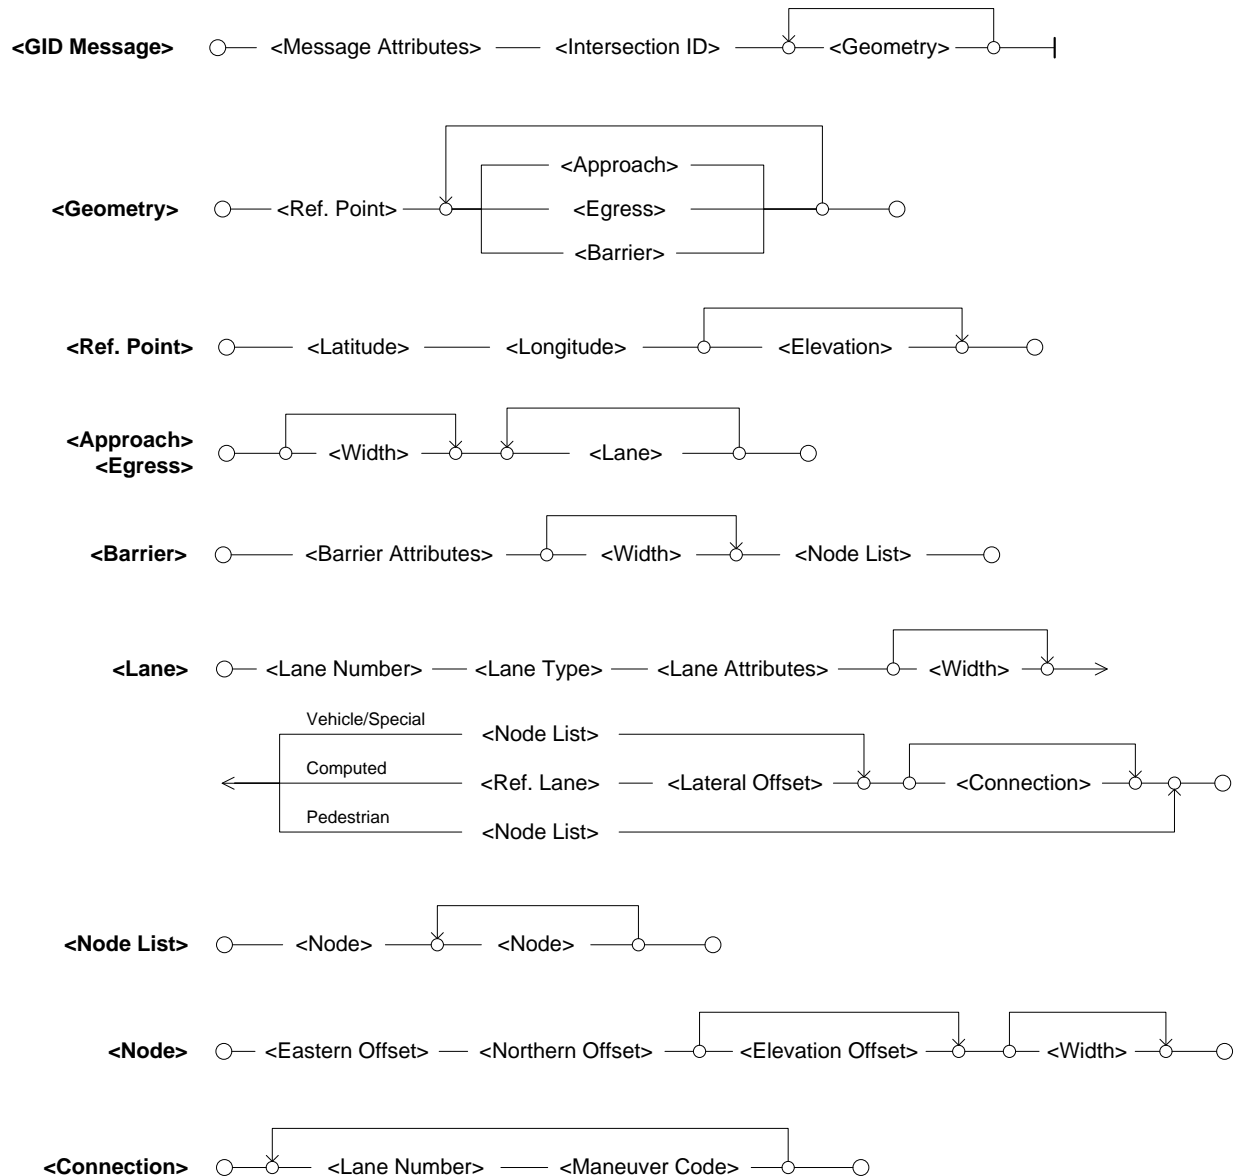 <GID Message> <Message Attributes> <Intersection ID> <Geometry>
<Geometry> <Ref. Point> <Approach>
<Egress>
<Barrier>
<Ref. Point> <Latitude> <Longitude> <Elevation>
<Approach>
<Egress> <Width> <Lane>
<Barrier> <Barrier Attributes> <Width> <Node List>
<Lane> <Lane Number> <Lane Type> <Lane Attributes> <Width>
Vehicle/Special <Node List>
Computed <Ref. Lane> <Lateral Offset> <Connection>
Pedestrian <Node List>
<Node List> <Node> <Node>
<Node> <Eastern Offset> <Northern Offset> <Elevation Offset> <Width>
<Connection> <Lane Number> <Maneuver Code>